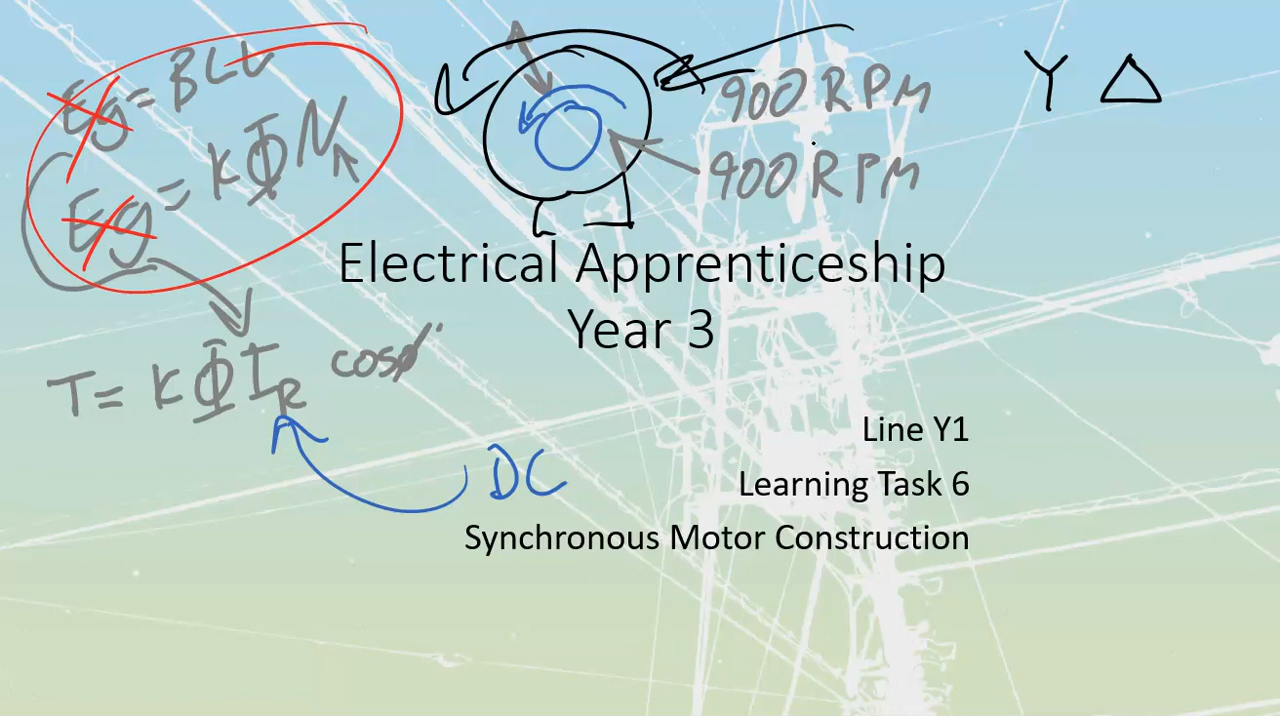 Eg = BLV
Eg = KΦN
900 RPM
900 RPM
Y Δ
Electrical Apprenticeship
Year 3
T = KΦI_R cosφ
DC
Line Y1
Learning Task 6
Synchronous Motor Construction